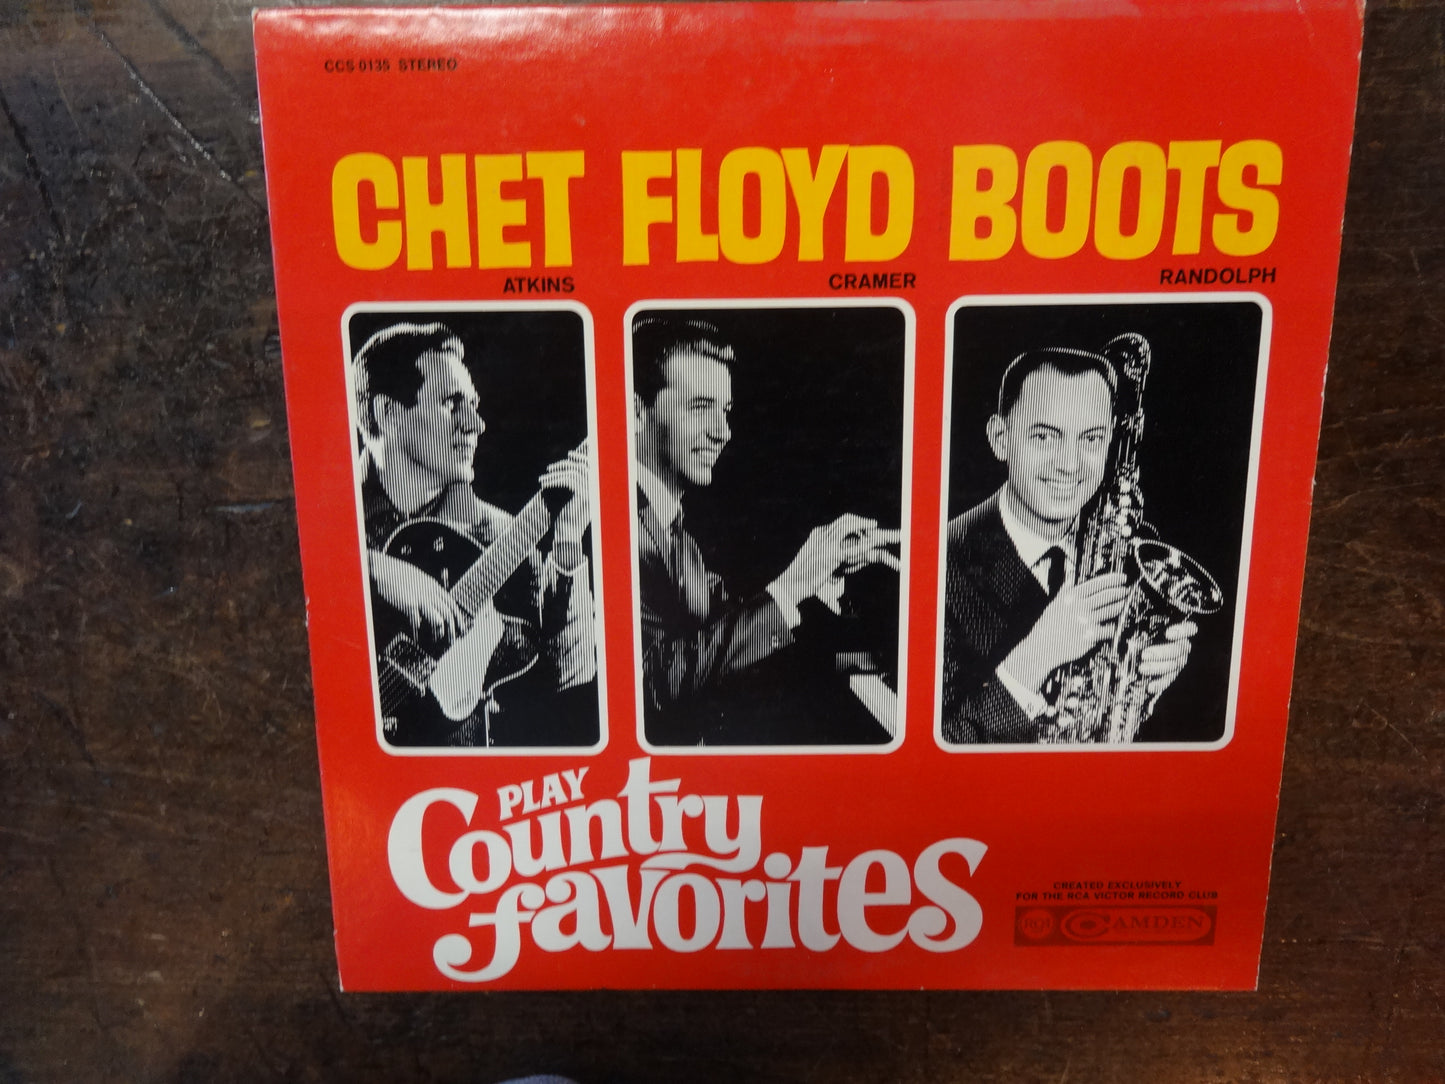 CCS 0135 STEREO
CHET FLOYD BOOTS
ATKINS CRAMER RANDOLPH
PLAY
Country
favorites
CREATED EXCLUSIVELY
FOR THE RCA VICTOR RECORD CLUB
RCA CAMDEN